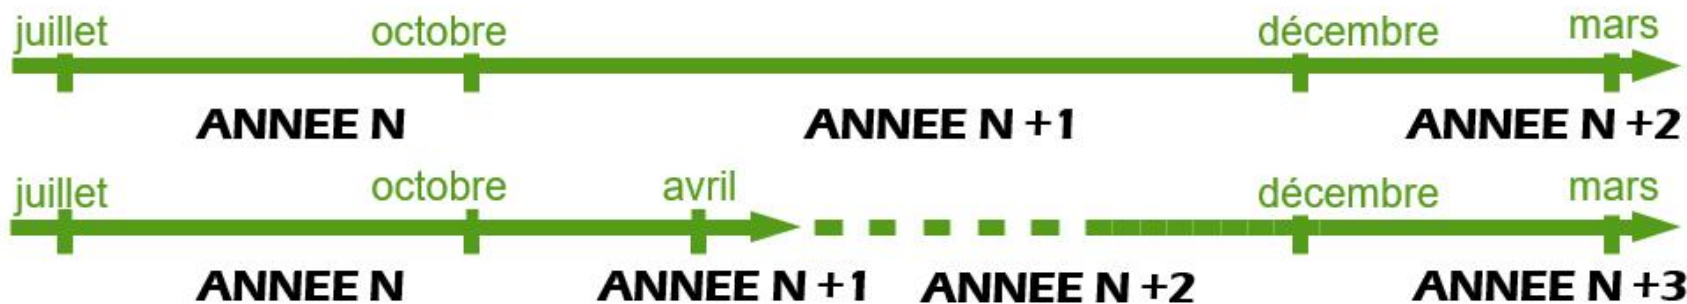 juillet octobre décembre mars
ANNEE N ANNEE N +1 ANNEE N +2
juillet octobre avril décembre mars
ANNEE N ANNEE N +1 ANNEE N +2 ANNEE N +3